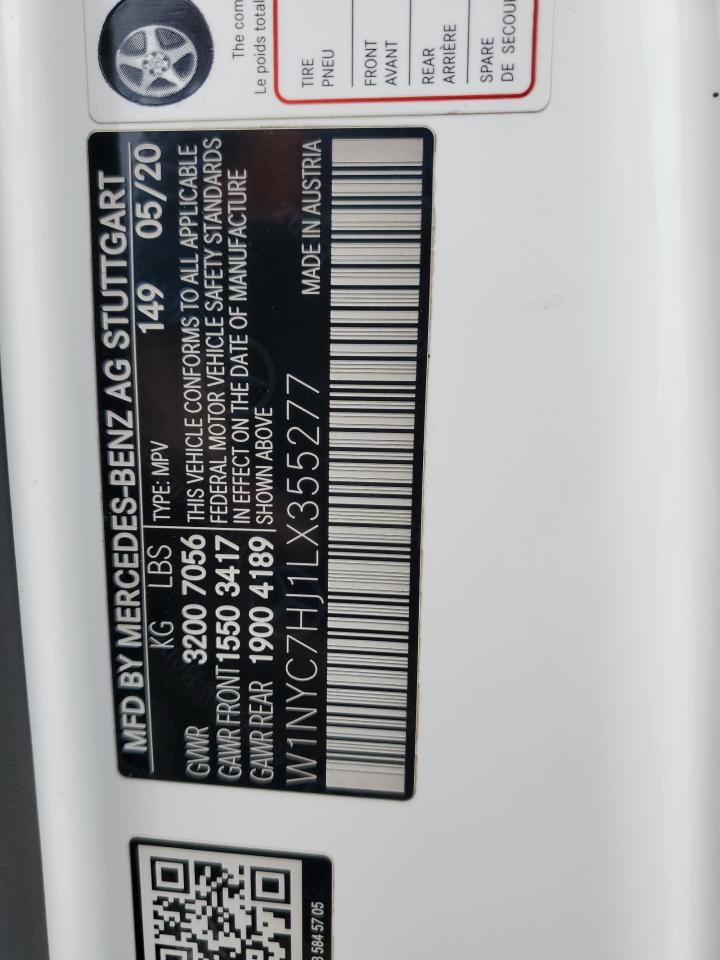 MFD BY MERCEDES-BENZ AG STUTTGART
KG LBS 149 05/20
TYPE: MPV
GVWR 3200 7056
GAWR FRONT 1550 3417
GAWR REAR 1900 4189
THIS VEHICLE CONFORMS TO ALL APPLICABLE
FEDERAL MOTOR VEHICLE SAFETY STANDARDS
IN EFFECT ON THE DATE OF MANUFACTURE
SHOWN ABOVE
W1NYC7HJ1LX355277
MADE IN AUSTRIA
The com
Le poids total
TIRE
PNEU
FRONT
AVANT
REAR
ARRIÈRE
SPARE
DE SECOU
584 57 05